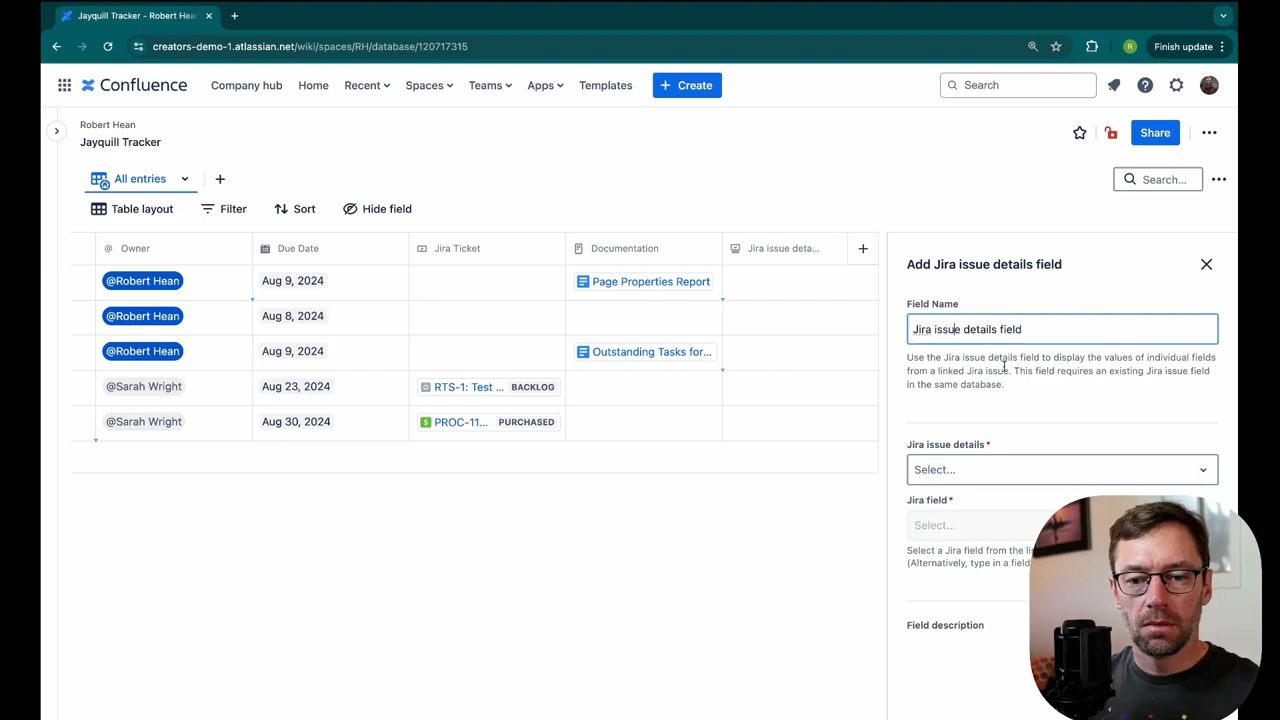 Jayquill Tracker - Robert Hea
creators-demo-1.atlassian.net/wiki/spaces/RH/database/120717315
R
Finish update
Confluence
Company hub
Home
Recent
Spaces
Teams
Apps
Templates
Create
Search
Robert Hean
Jayquill Tracker
Share
All entries
Search...
Table layout
Filter
Sort
Hide field
Owner
Due Date
Jira Ticket
Documentation
Jira issue deta...
@Robert Hean
Aug 9, 2024
Page Properties Report
@Robert Hean
Aug 8, 2024
@Robert Hean
Aug 9, 2024
Outstanding Tasks for...
@Sarah Wright
Aug 23, 2024
RTS-1: Test ...
BACKLOG
@Sarah Wright
Aug 30, 2024
PROC-11...
PURCHASED
Add Jira issue details field
Field Name
Jira issue details field
Use the Jira issue details field to display the values of individual fields
from a linked Jira issue. This field requires an existing Jira issue field
in the same database.
Jira issue details *
Select...
Jira field *
Select...
Select a Jira field from the li
(Alternatively, type in a field
Field description